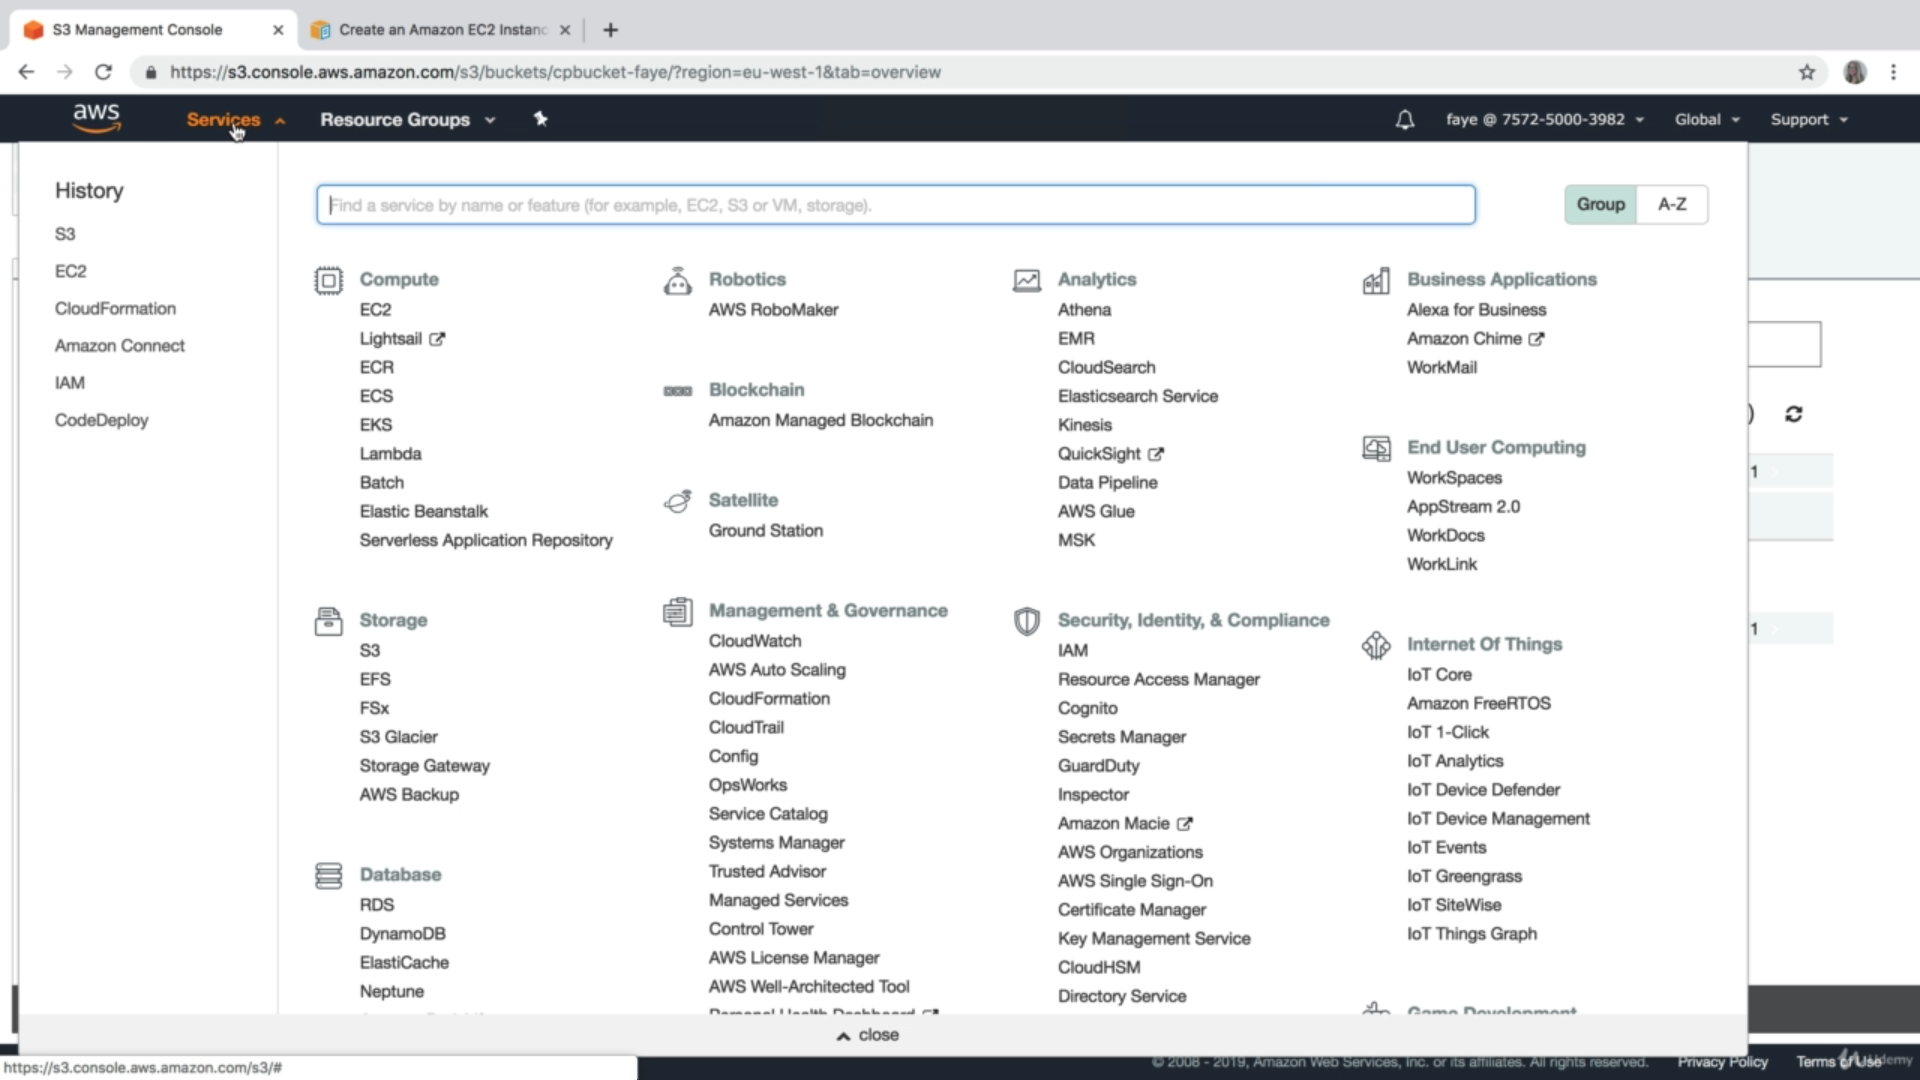 S3 Management Console
Create an Amazon EC2 Instanc
https://s3.console.aws.amazon.com/s3/buckets/cpbucket-faye/?region=eu-west-1&tab=overview
aws
Services
Resource Groups
faye @ 7572-5000-3982
Global
Support
History
S3
EC2
CloudFormation
Amazon Connect
IAM
CodeDeploy
Find a service by name or feature (for example, EC2, S3 or VM, storage).
Group
A-Z
Compute
EC2
Lightsail
ECR
ECS
EKS
Lambda
Batch
Elastic Beanstalk
Serverless Application Repository
Storage
S3
EFS
FSx
S3 Glacier
Storage Gateway
AWS Backup
Database
RDS
DynamoDB
ElastiCache
Neptune
Robotics
AWS RoboMaker
Blockchain
Amazon Managed Blockchain
Satellite
Ground Station
Management & Governance
CloudWatch
AWS Auto Scaling
CloudFormation
CloudTrail
Config
OpsWorks
Service Catalog
Systems Manager
Trusted Advisor
Managed Services
Control Tower
AWS License Manager
AWS Well-Architected Tool
Personal Health Dashboard
Analytics
Athena
EMR
CloudSearch
Elasticsearch Service
Kinesis
QuickSight
Data Pipeline
AWS Glue
MSK
Security, Identity, & Compliance
IAM
Resource Access Manager
Cognito
Secrets Manager
GuardDuty
Inspector
Amazon Macie
AWS Organizations
AWS Single Sign-On
Certificate Manager
Key Management Service
CloudHSM
Directory Service
Business Applications
Alexa for Business
Amazon Chime
WorkMail
End User Computing
WorkSpaces
AppStream 2.0
WorkDocs
WorkLink
Internet Of Things
IoT Core
Amazon FreeRTOS
IoT 1-Click
IoT Analytics
IoT Device Defender
IoT Device Management
IoT Events
IoT Greengrass
IoT SiteWise
IoT Things Graph
Game Development
)
1
1
close
https://s3.console.aws.amazon.com/s3/#
© 2008 - 2019, Amazon Web Services, Inc. or its affiliates. All rights reserved.
Privacy Policy
Terms of Use